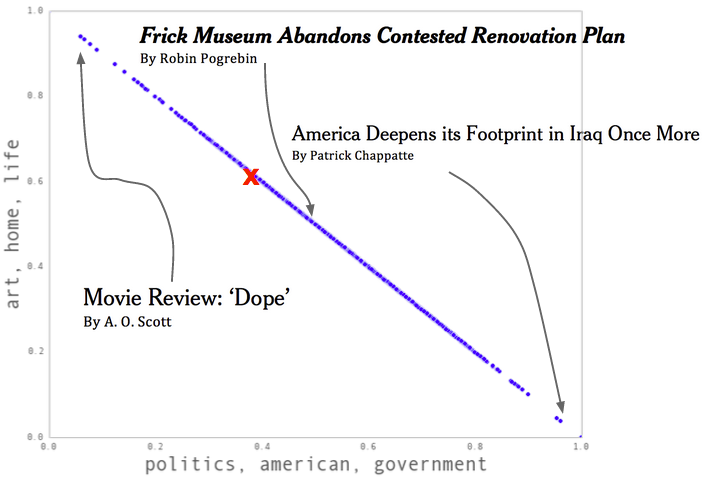 1.0
Frick Museum Abandons Contested Renovation Plan
By Robin Pogrebin
0.8
America Deepens its Footprint in Iraq Once More
By Patrick Chappatte
art, home, life
0.6
X
0.4
Movie Review: ‘Dope’
By A. O. Scott
0.2
0.0
0.0 0.2 0.4 0.6 0.8 1.0
politics, american, government